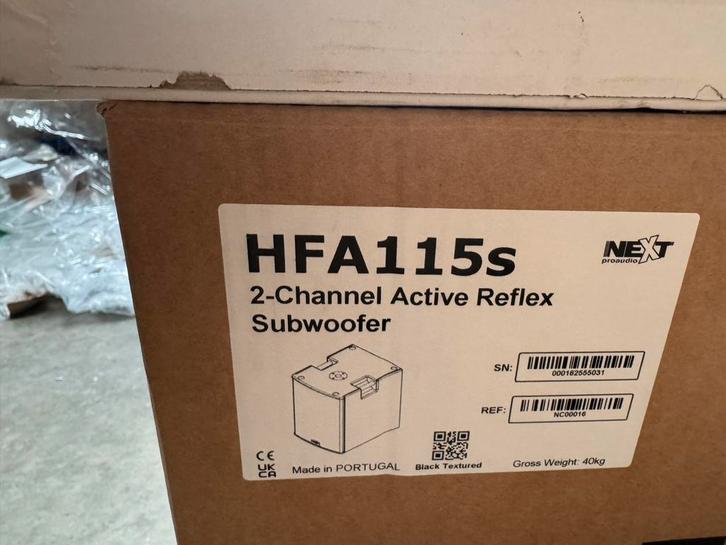 HFA115s
NEXT
proaudio
2-Channel Active Reflex
Subwoofer
SN:
000162555031
REF:
NC00016
CE
UK
CA
Made in PORTUGAL
Black Textured
Gross Weight: 40kg